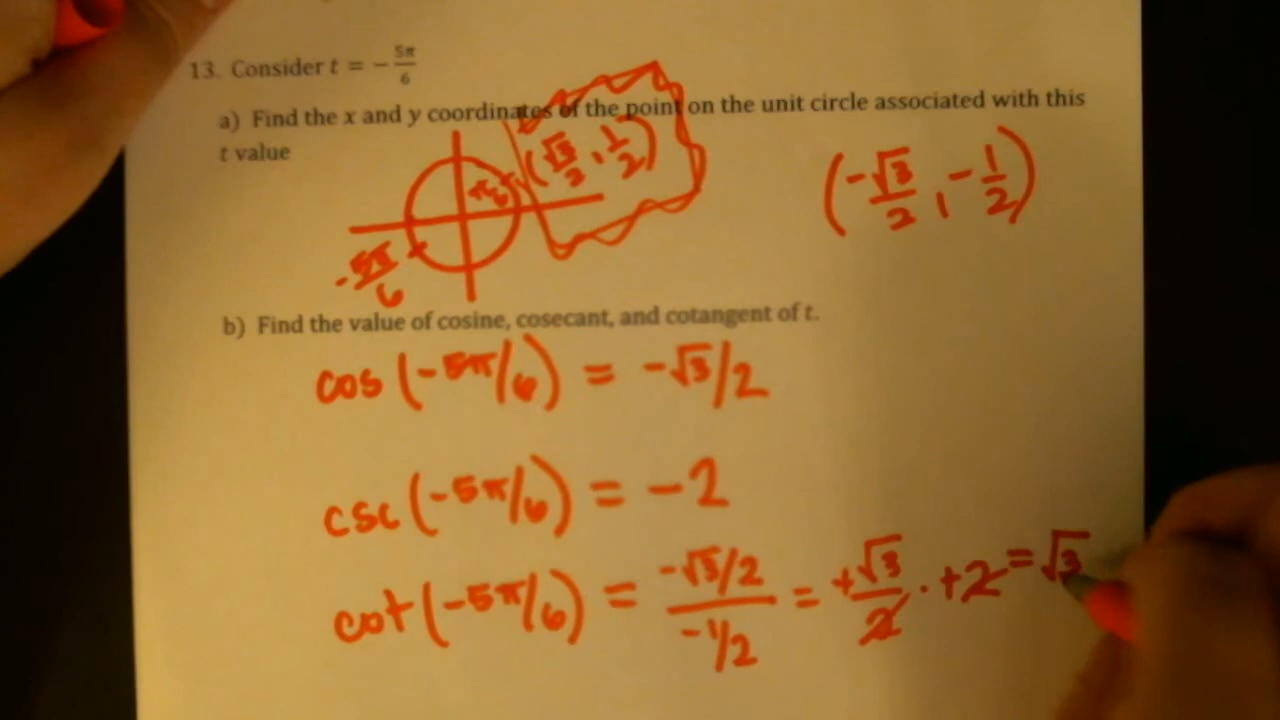 13. Consider t = − 5π/6
a) Find the x and y coordinates of the point on the unit circle associated with this
t value
π/6 (√3/2, 1/2)
(-√3/2, -1/2)
-5π/6
b) Find the value of cosine, cosecant, and cotangent of t.
cos (-5π/6) = -√3/2
csc (-5π/6) = -2
cot (-5π/6) = (-√3/2)/(-1/2) = +√3/2 · +2 = √3